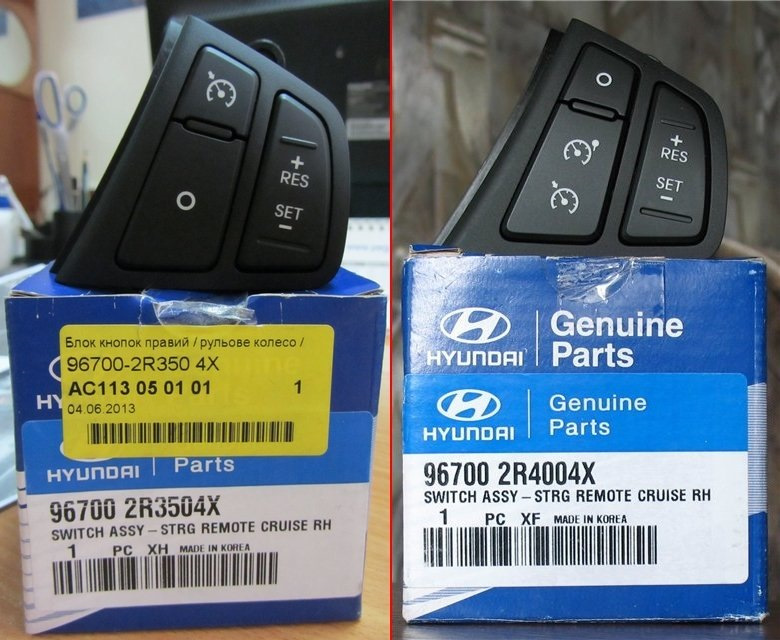 +
RES
SET
−
Блок кнопок правий / рульове колесо /
96700-2R350 4X
AC113 05 01 01 1
04.06.2013
HY
HYUNDAI Parts
96700 2R3504X
SWITCH ASSY – STRG REMOTE CRUISE RH
1 PC XH MADE IN KOREA
+
RES
SET
−
HYUNDAI Genuine
Parts
HYUNDAI Genuine
Parts
96700 2R4004X
SWITCH ASSY – STRG REMOTE CRUISE RH
1 PC XF MADE IN KOREA